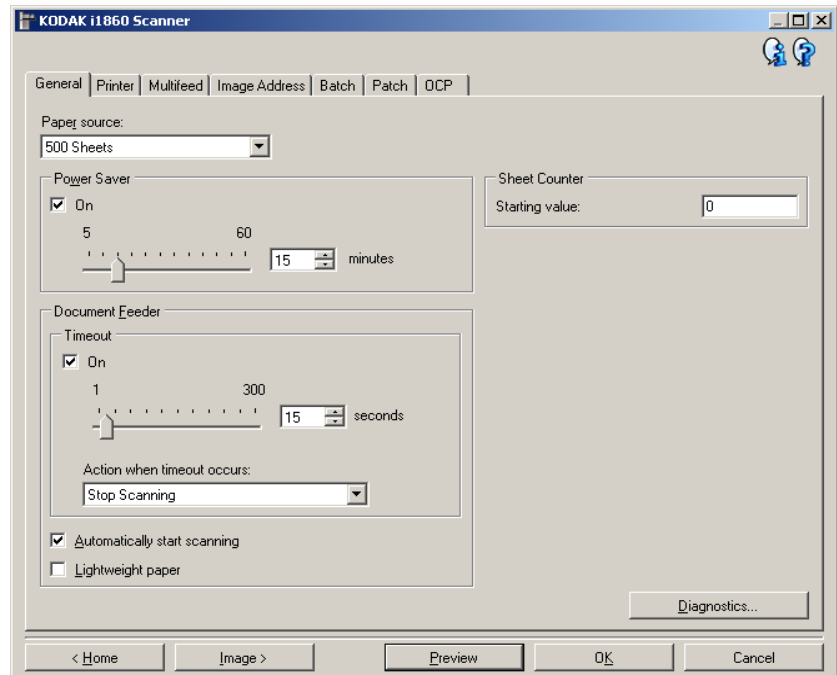 KODAK i1860 Scanner
General Printer Multifeed Image Address Batch Patch OCP
Paper source:
500 Sheets
Power Saver
On
5 60
15 minutes
Sheet Counter
Starting value: 0
Document Feeder
Timeout
On
1 300
15 seconds
Action when timeout occurs:
Stop Scanning
Automatically start scanning
Lightweight paper
Diagnostics...
< Home Image > Preview OK Cancel